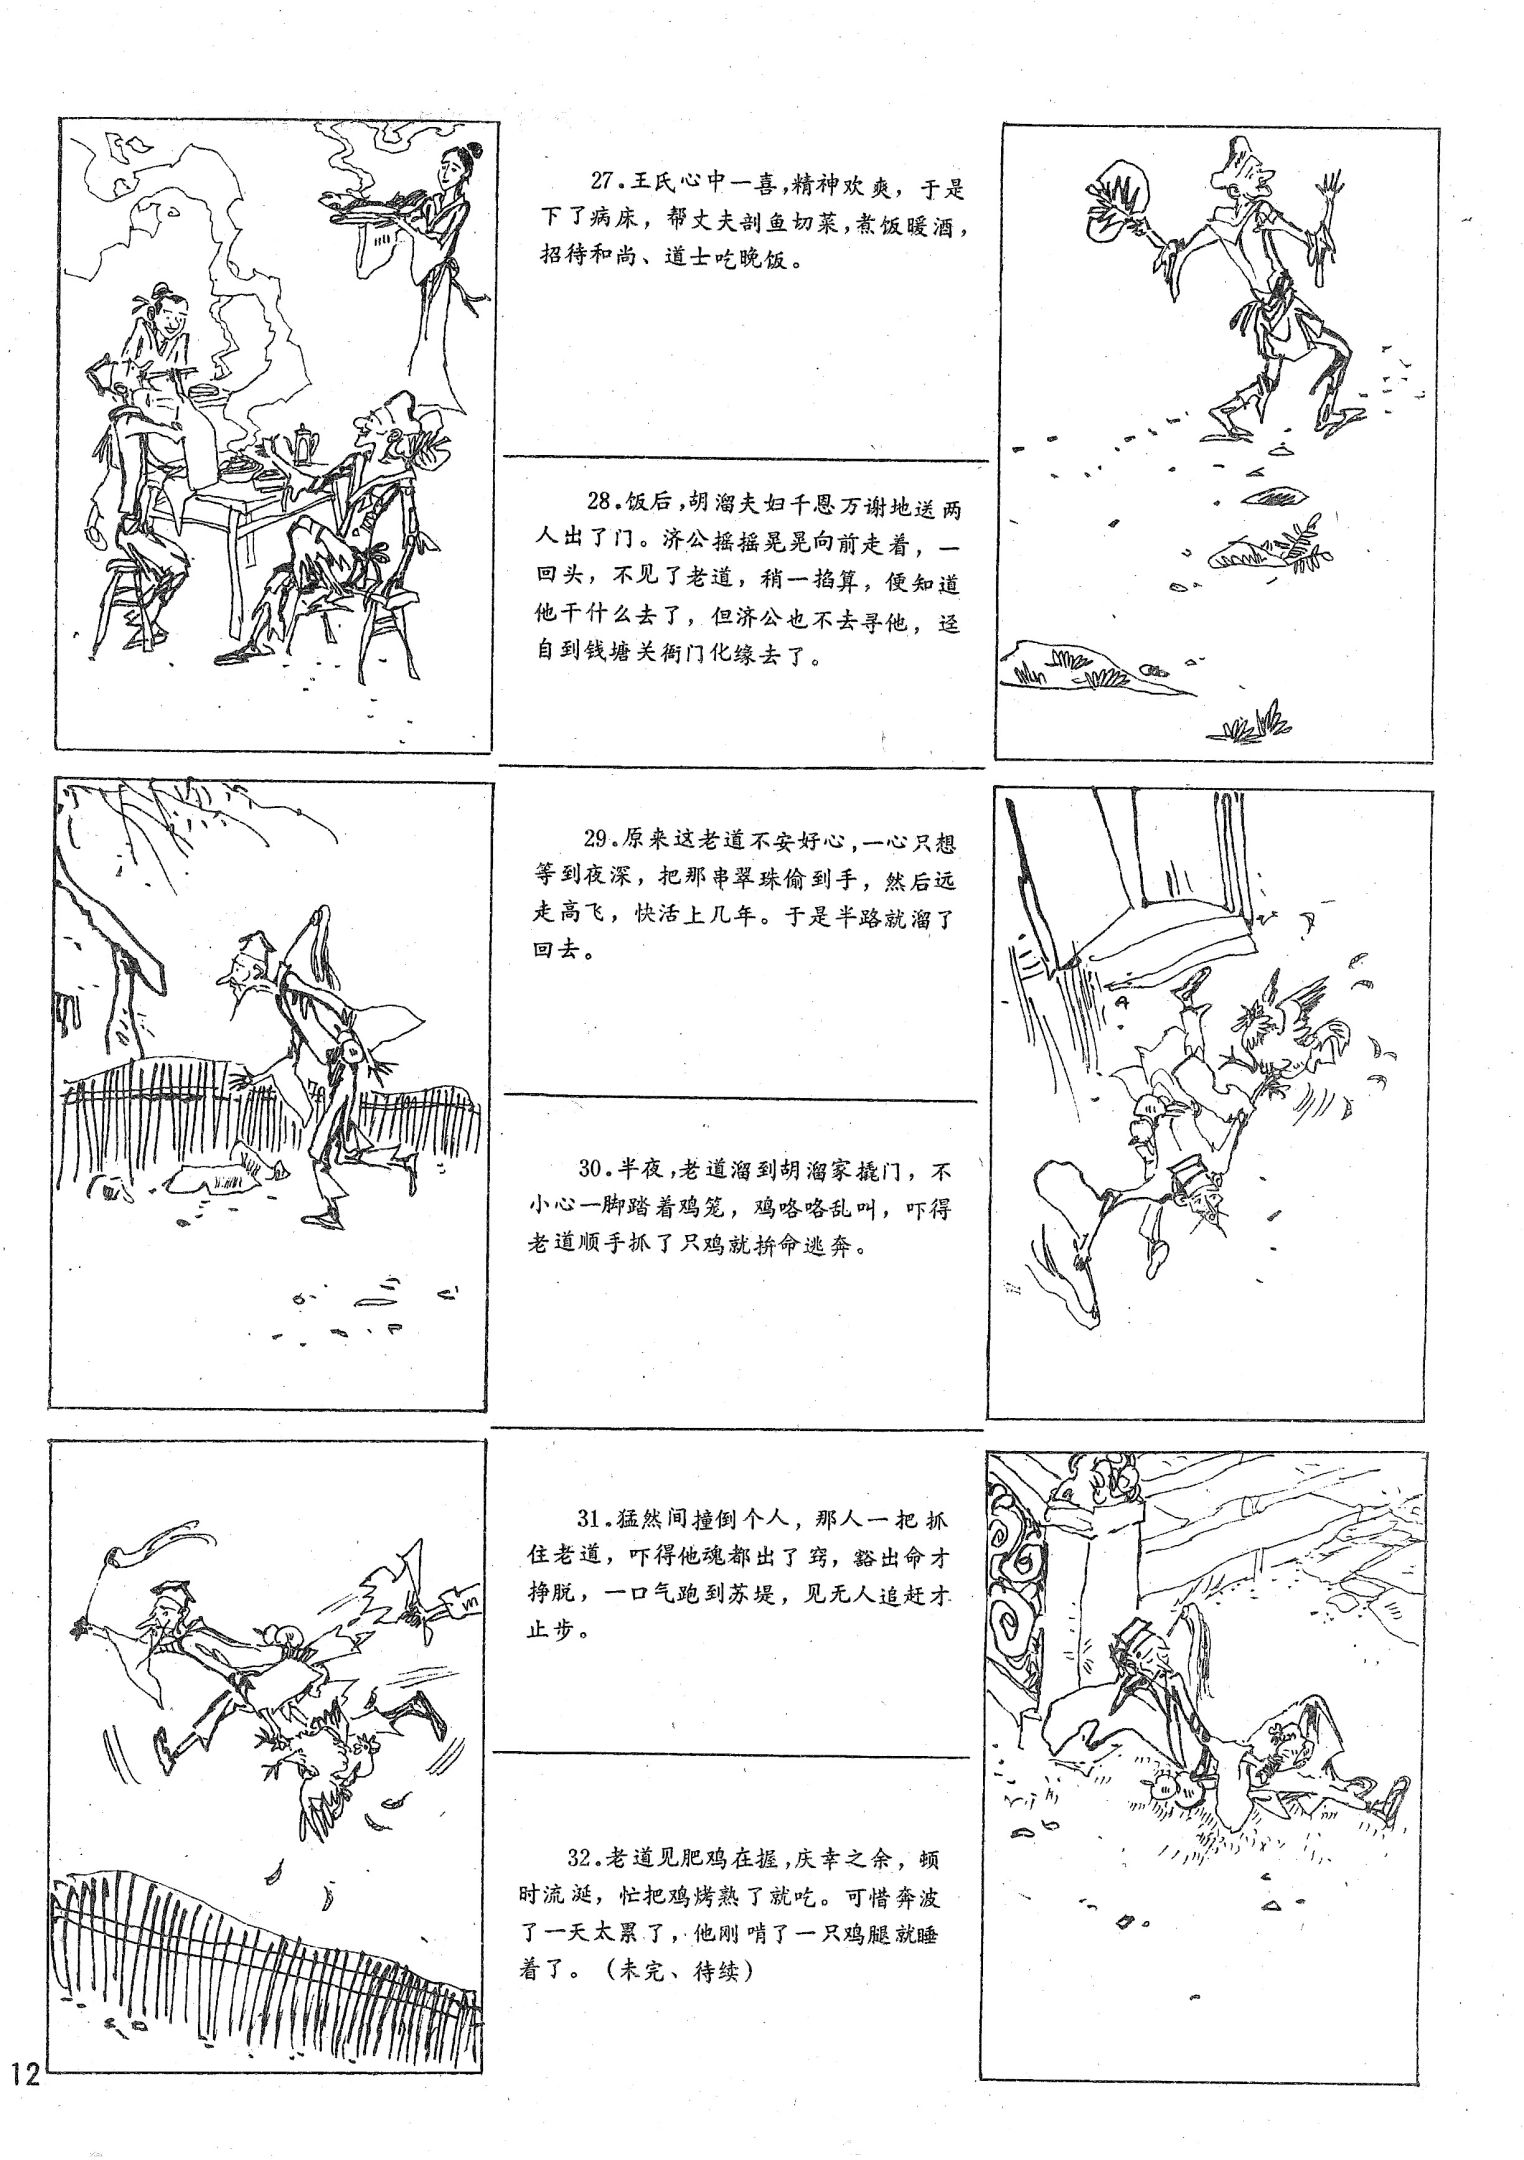 27.王氏心中一喜,精神欢爽，于是
下了病床，帮丈夫剖鱼切菜,煮饭暖酒，
招待和尚、道士吃晚饭。
28.饭后,胡溜夫妇千恩万谢地送两
人出了门。济公摇摇晃晃向前走着，一
回头，不见了老道，稍一掐算，便知道
他干什么去了，但济公也不去寻他，迳
自到钱塘关衙门化缘去了。
29.原来这老道不安好心,一心只想
等到夜深，把那串翠珠偷到手，然后远
走高飞，快活上几年。于是半路就溜了
回去。
30.半夜,老道溜到胡溜家撬门，不
小心一脚踏着鸡笼，鸡咯咯乱叫，吓得
老道顺手抓了只鸡就拚命逃奔。
31.猛然间撞倒个人，那人一把抓
住老道，吓得他魂都出了窍，豁出命才
挣脱，一口气跑到苏堤，见无人追赶才
止步。
32.老道见肥鸡在握,庆幸之余，顿
时流涎，忙把鸡烤熟了就吃。可惜奔波
了一天太累了，他刚啃了一只鸡腿就睡
着了。(未完、待续)
12